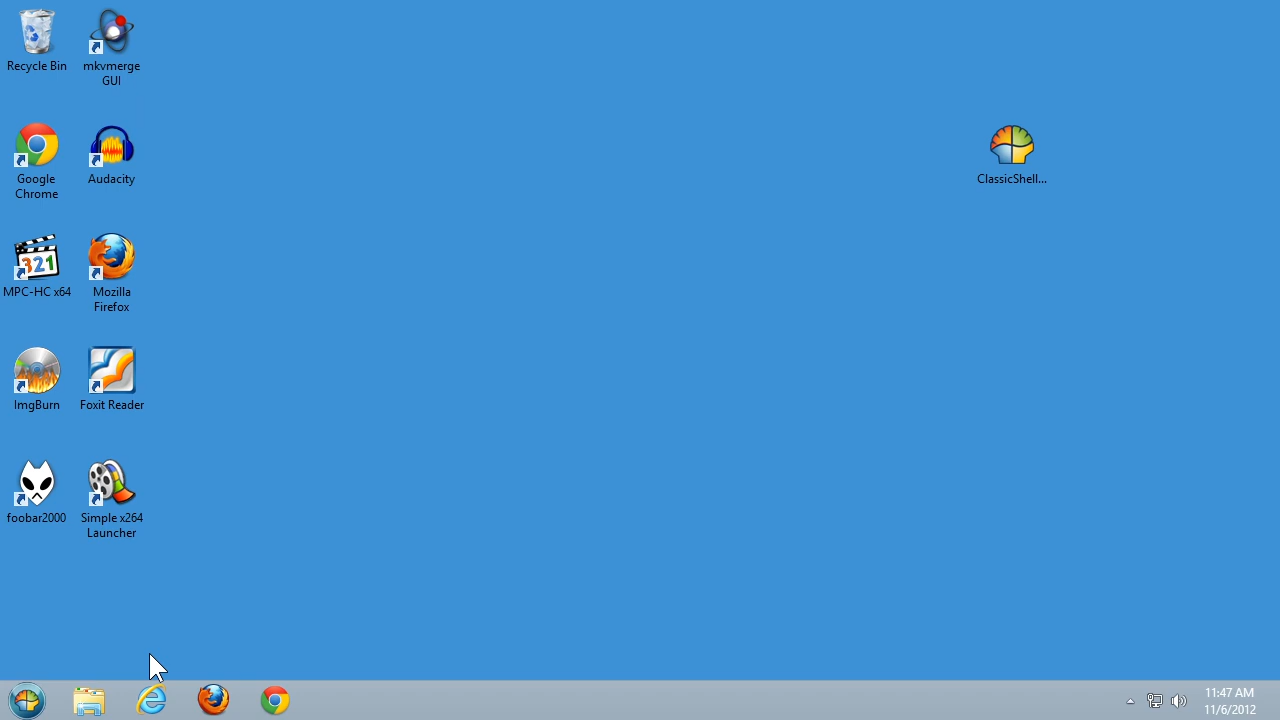 Recycle Bin
mkvmerge
GUI
Google
Chrome
Audacity
ClassicShell...
321
MPC-HC x64
Mozilla
Firefox
ImgBurn
Foxit Reader
foobar2000
Simple x264
Launcher
11:47 AM
11/6/2012